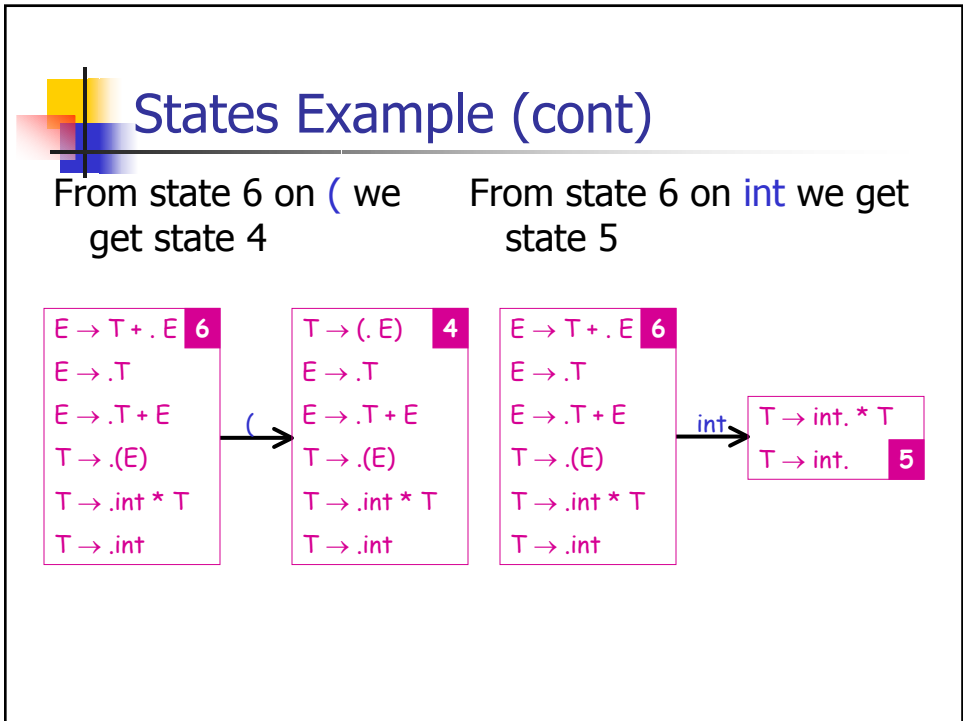 States Example (cont)
From state 6 on ( we
get state 4
From state 6 on int we get
state 5
E → T + . E 6
E → .T
E → .T + E
T → .(E)
T → .int * T
T → .int
(
T → (. E) 4
E → .T
E → .T + E
T → .(E)
T → .int * T
T → .int
E → T + . E 6
E → .T
E → .T + E
T → .(E)
T → .int * T
T → .int
int
T → int. * T
T → int. 5